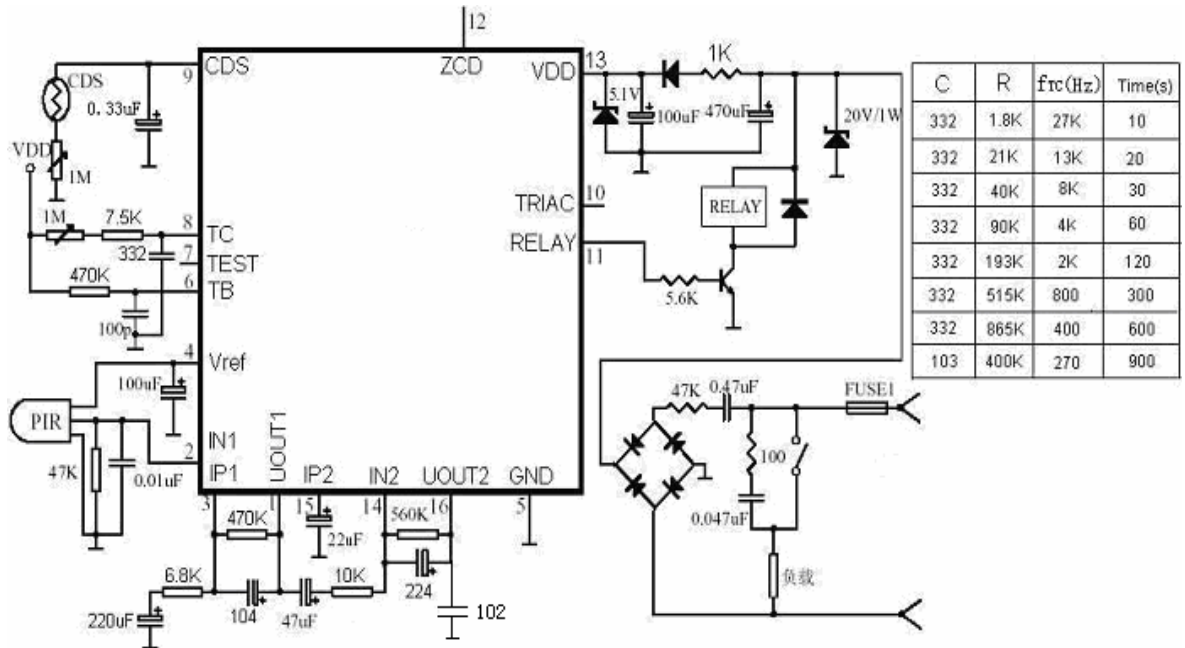 12
9
CDS
ZCD
VDD
13
1K
CDS
0.33uF
5.1V
100uF
470uF
20V/1W
VDD
1M
TRIAC
10
RELAY
RELAY
11
5.6K
1M
7.5K
8
TC
332
7
TEST
470K
6
TB
100p
4
Vref
100uF
PIR
47K
0.01uF
2
IN1
IP1
UOUT1
IP2
IN2
UOUT2
GND
3
1
15
14
16
5
470K
22uF
560K
6.8K
104
47uF
10K
224
220uF
102
47K
0.47uF
FUSE1
100
0.047uF
负载
C R frc(Hz) Time(s)
332 1.8K 27K 10
332 21K 13K 20
332 40K 8K 30
332 90K 4k 60
332 193K 2K 120
332 515K 800 300
332 865K 400 600
103 400K 270 900